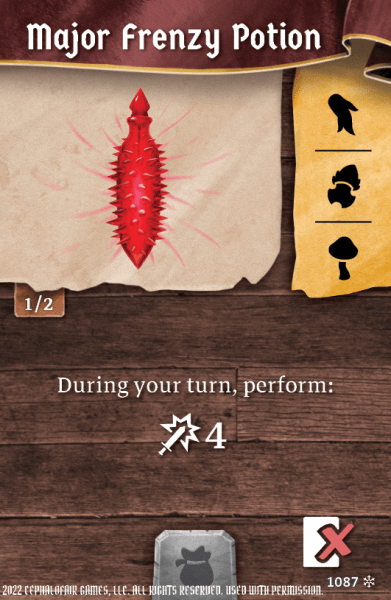 Major Frenzy Potion
1/2
During your turn, perform:
4
1087
2022 CEPHALOFAIR GAMES, LLC. ALL RIGHTS RESERVED. USED WITH PERMISSION.